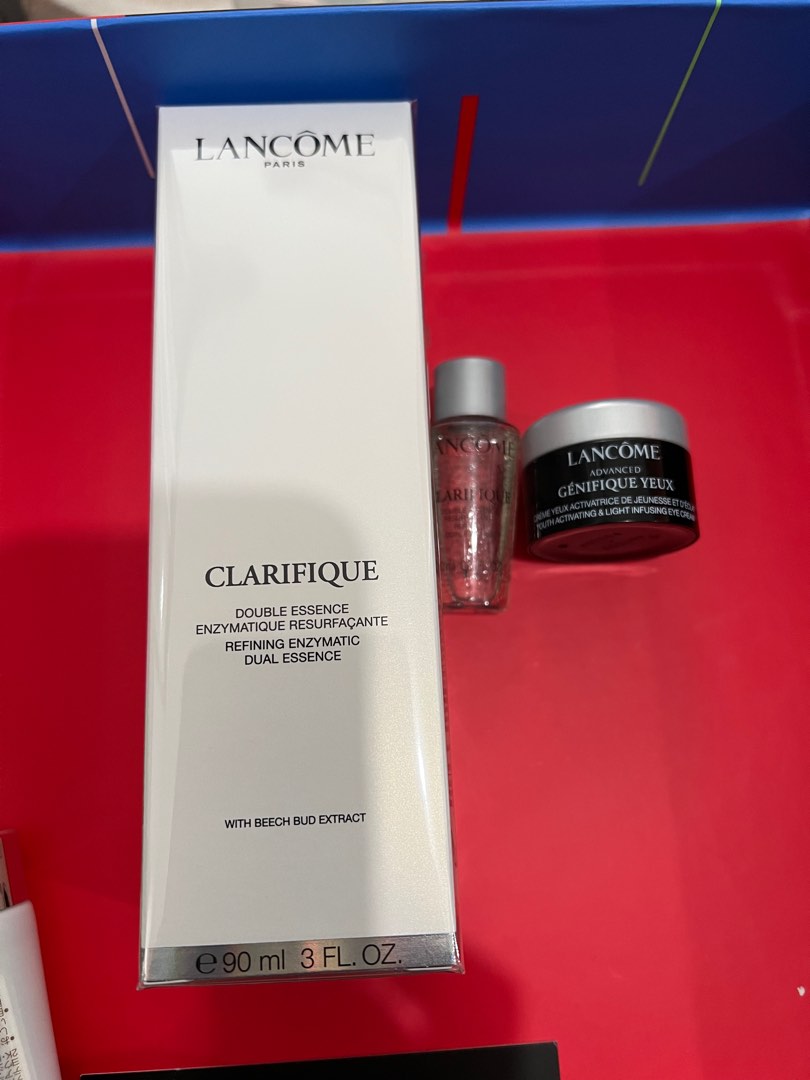 LANCÔME
PARIS
CLARIFIQUE
DOUBLE ESSENCE
ENZYMATIQUE RESURFAÇANTE
REFINING ENZYMATIC
DUAL ESSENCE
WITH BEECH BUD EXTRACT
e 90 ml 3 FL. OZ.
LANCÔME
CLARIFIQUE
LANCÔME
ADVANCED
GÉNIFIQUE YEUX
CRÈME YEUX ACTIVATRICE DE JEUNESSE ET D'ÉCLAT
YOUTH ACTIVATING & LIGHT INFUSING EYE CREAM